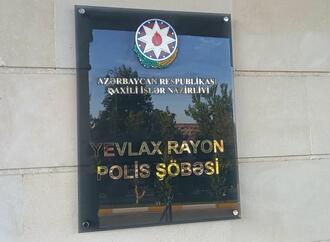 AZƏRBAYCAN RESPUBLİKASI
DAXİLİ İŞLƏR NAZİRLİYİ
YEVLAX RAYON
POLİS ŞÖBƏSİ